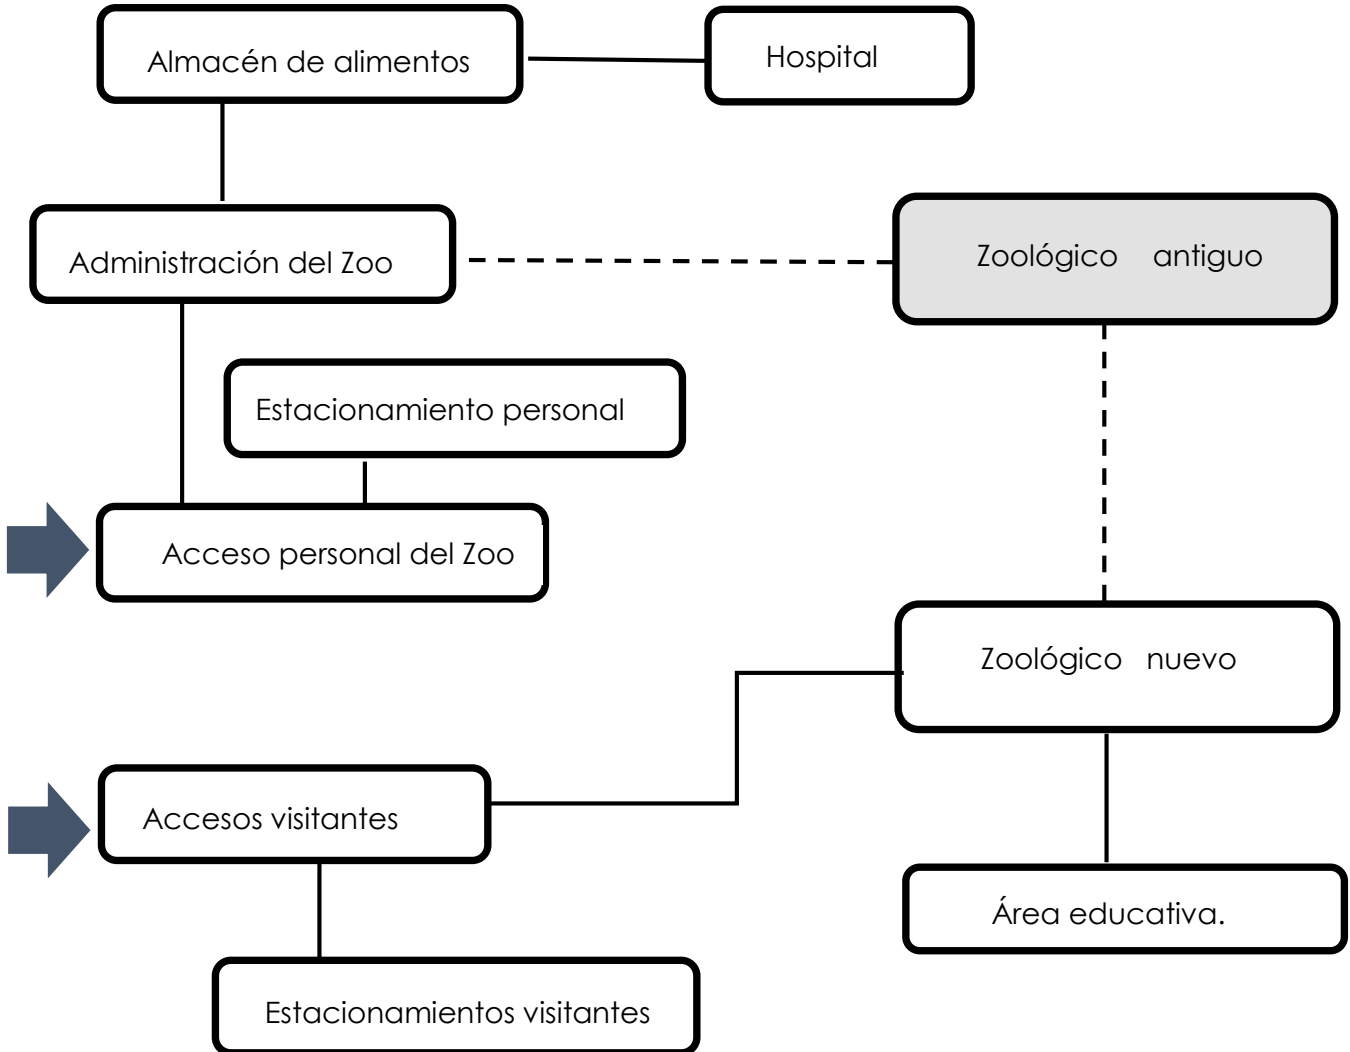 Almacén de alimentos
Hospital
Administración del Zoo
Zoológico antiguo
Estacionamiento personal
Acceso personal del Zoo
Zoológico nuevo
Accesos visitantes
Área educativa.
Estacionamientos visitantes